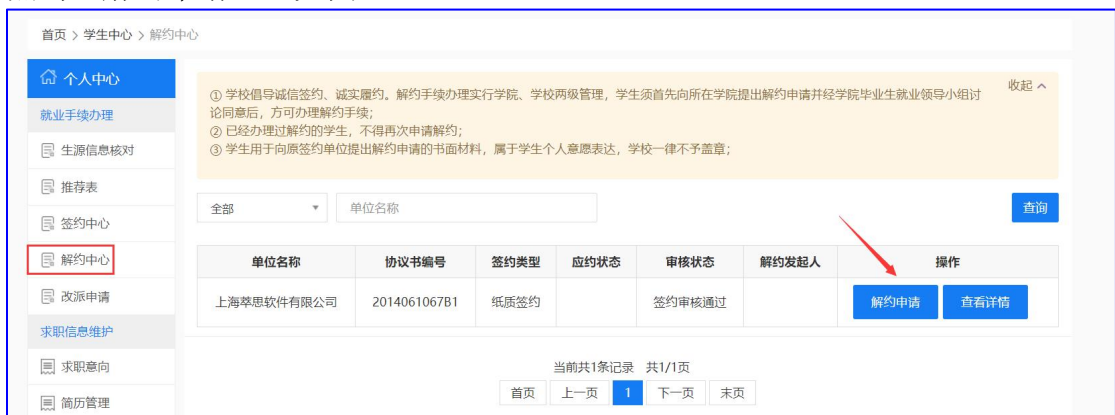 首页 > 学生中心 > 解约中心
个人中心
就业手续办理
生源信息核对
推荐表
签约中心
解约中心
改派申请
求职信息维护
求职意向
简历管理
收起
① 学校倡导诚信签约、诚实履约。解约手续办理实行学院、学校两级管理，学生须首先向所在学院提出解约申请并经学院毕业生就业领导小组讨
论同意后，方可办理解约手续；
② 已经办理过解约的学生，不得再次申请解约；
③ 学生用于向原签约单位提出解约申请的书面材料，属于学生个人意愿表达，学校一律不予盖章；
全部 单位名称 查询
单位名称 协议书编号 签约类型 应约状态 审核状态 解约发起人 操作
上海萃思软件有限公司 2014061067B1 纸质签约 签约审核通过 解约申请 查看详情
当前共1条记录 共1/1页
首页 上一页 1 下一页 末页